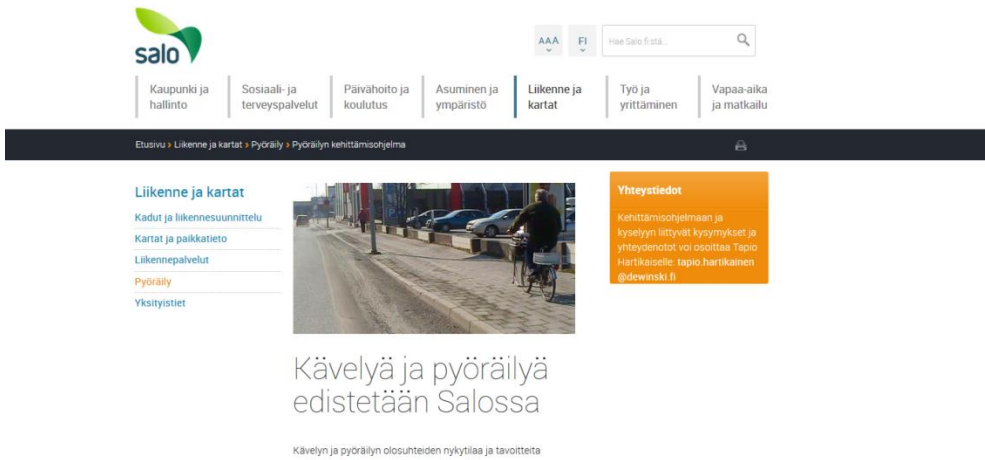 salo
AAA
FI
Hae Salo.fi:stä...
Kaupunki ja
hallinto
Sosiaali- ja
terveyspalvelut
Päivähoito ja
koulutus
Asuminen ja
ympäristö
Liikenne ja
kartat
Työ ja
yrittäminen
Vapaa-aika
ja matkailu
Etusivu › Liikenne ja kartat › Pyöräily › Pyöräilyn kehittämisohjelma
Liikenne ja kartat
Kadut ja liikennesuunnittelu
Kartat ja paikkatieto
Liikennepalvelut
Pyöräily
Yksityistiet
Kävelyä ja pyöräilyä
edistetään Salossa
Kävelyn ja pyöräilyn olosuhteiden nykytilaa ja tavoitteita
Yhteystiedot
Kehittämisohjelmaan ja
kyselyyn liittyvät kysymykset ja
yhteydenotot voi osoittaa Tapio
Hartikaiselle: tapio.hartikainen
@dewinski.fi